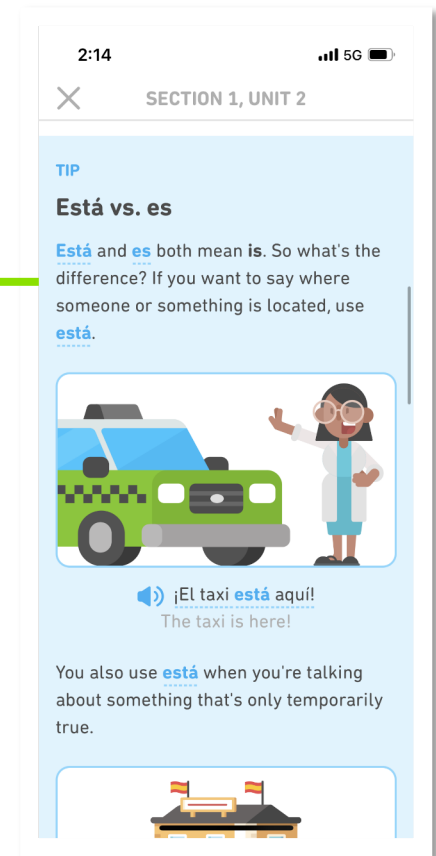 2:14
5G
SECTION 1, UNIT 2
TIP
Está vs. es
Está and es both mean is. So what's the
difference? If you want to say where
someone or something is located, use
está.
¡El taxi está aquí!
The taxi is here!
You also use está when you're talking
about something that's only temporarily
true.